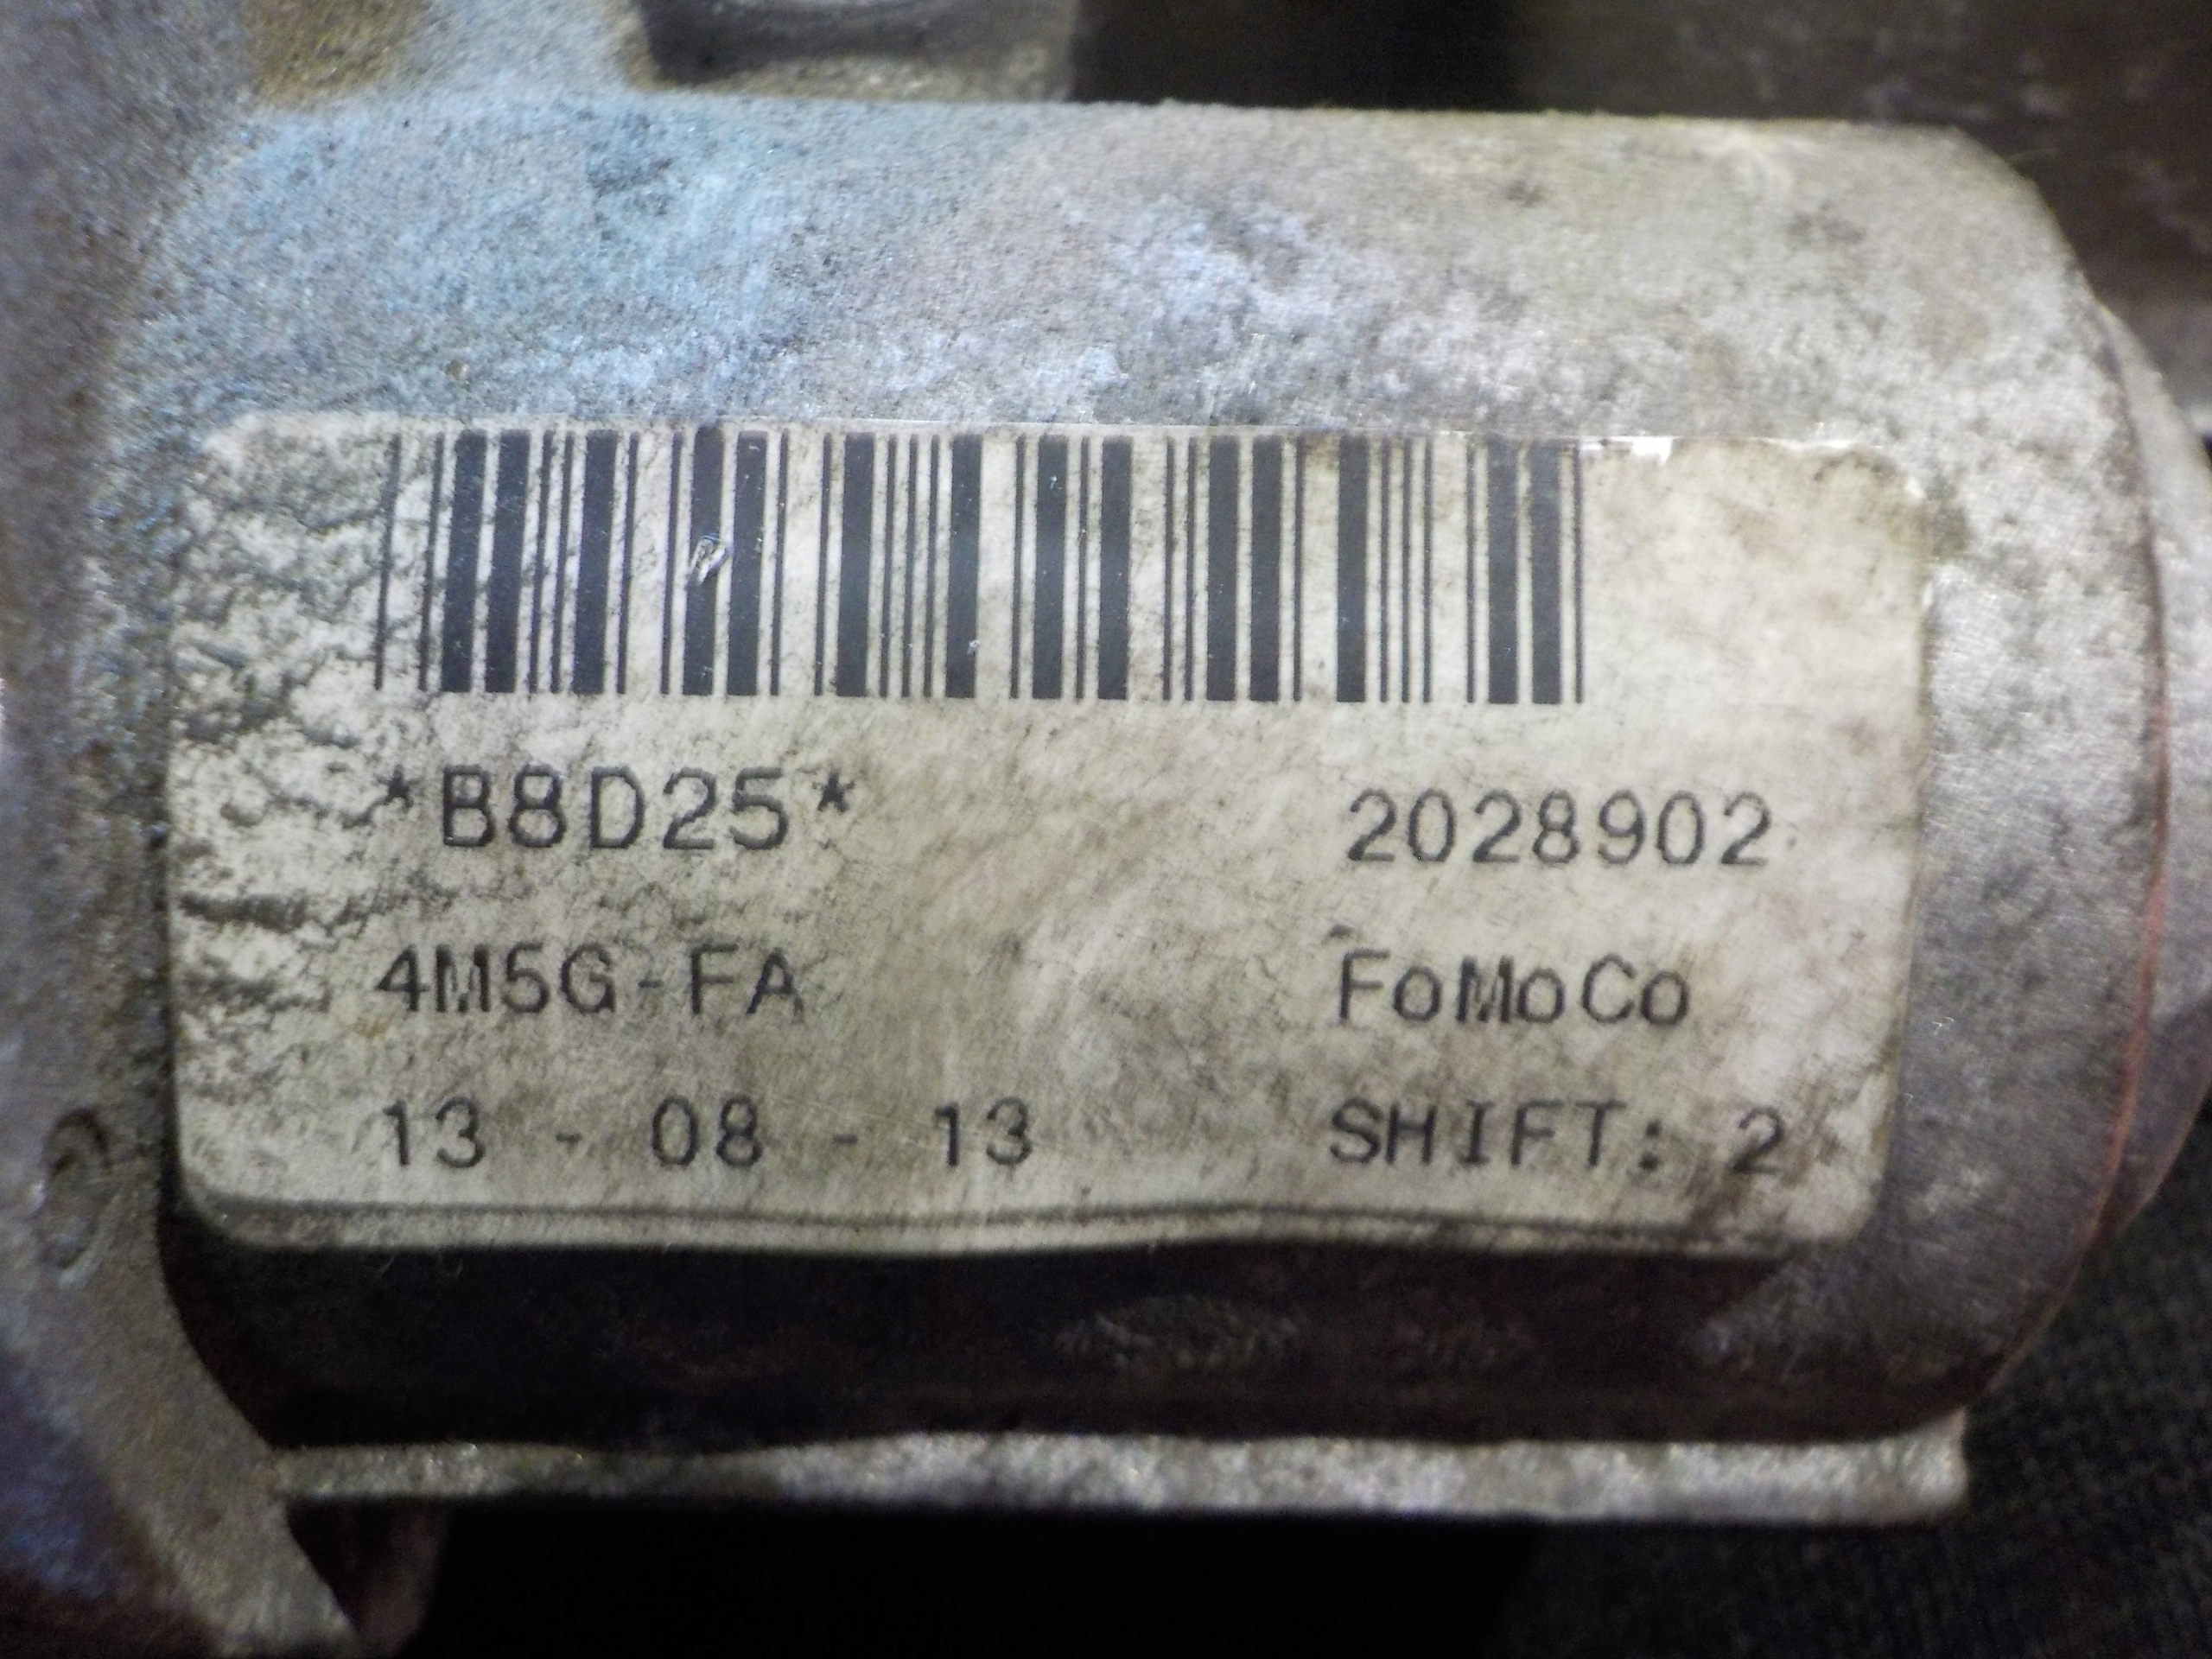 *B8D25* 2028902
4M5G-FA FoMoCo
13 - 08 - 13 SHIFT: 2